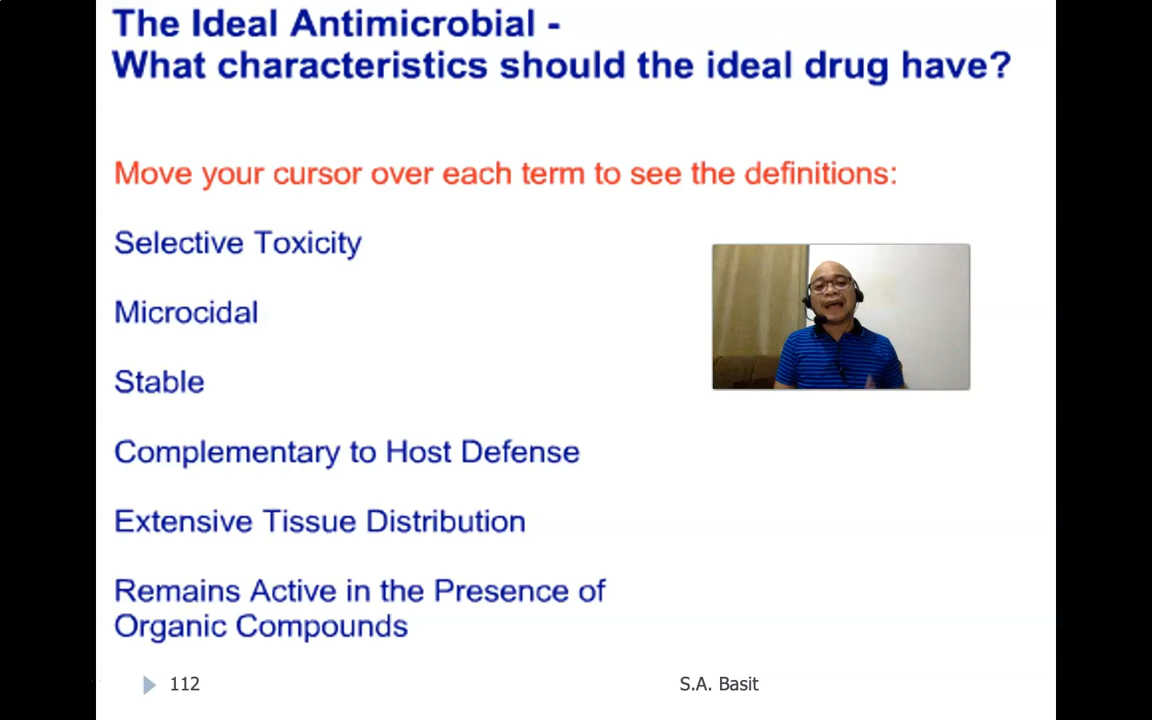 The Ideal Antimicrobial -
What characteristics should the ideal drug have?
Move your cursor over each term to see the definitions:
Selective Toxicity
Microcidal
Stable
Complementary to Host Defense
Extensive Tissue Distribution
Remains Active in the Presence of
Organic Compounds
112
S.A. Basit